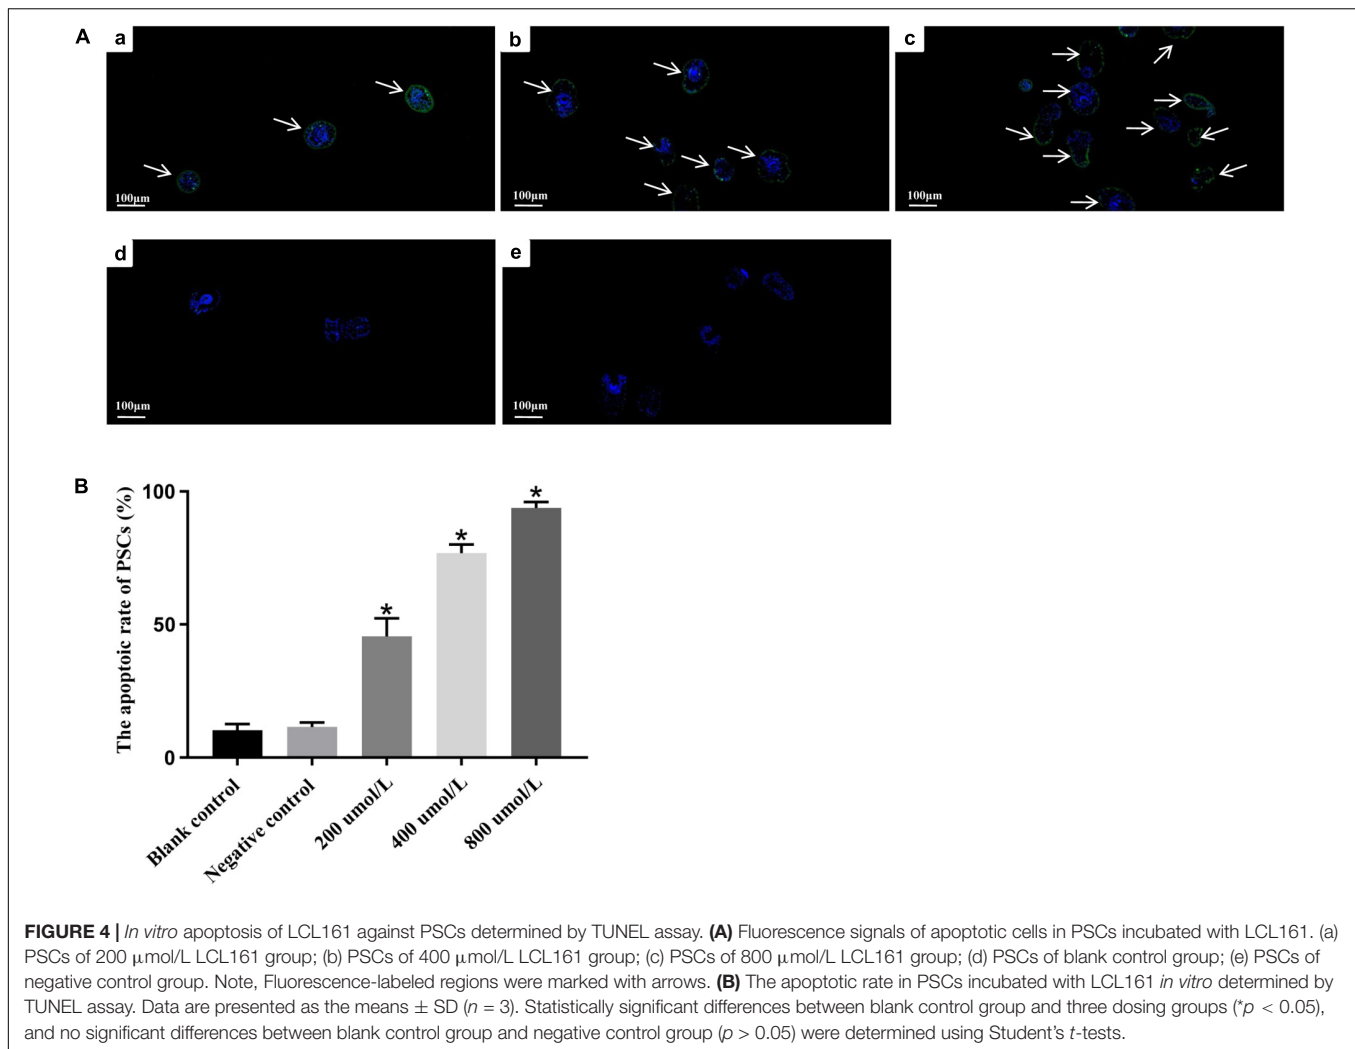 A
a
b
c
100μm
100μm
100μm
d
e
100μm
100μm
B
The apoptoic rate of PSCs (%)
100
50
0
*
*
*
Blank control
Negative control
200 umol/L
400 umol/L
800 umol/L
FIGURE 4 | In vitro apoptosis of LCL161 against PSCs determined by TUNEL assay. (A) Fluorescence signals of apoptotic cells in PSCs incubated with LCL161. (a)
PSCs of 200 μmol/L LCL161 group; (b) PSCs of 400 μmol/L LCL161 group; (c) PSCs of 800 μmol/L LCL161 group; (d) PSCs of blank control group; (e) PSCs of
negative control group. Note, Fluorescence-labeled regions were marked with arrows. (B) The apoptotic rate in PSCs incubated with LCL161 in vitro determined by
TUNEL assay. Data are presented as the means ± SD (n = 3). Statistically significant differences between blank control group and three dosing groups (*p < 0.05),
and no significant differences between blank control group and negative control group (p > 0.05) were determined using Student's t-tests.